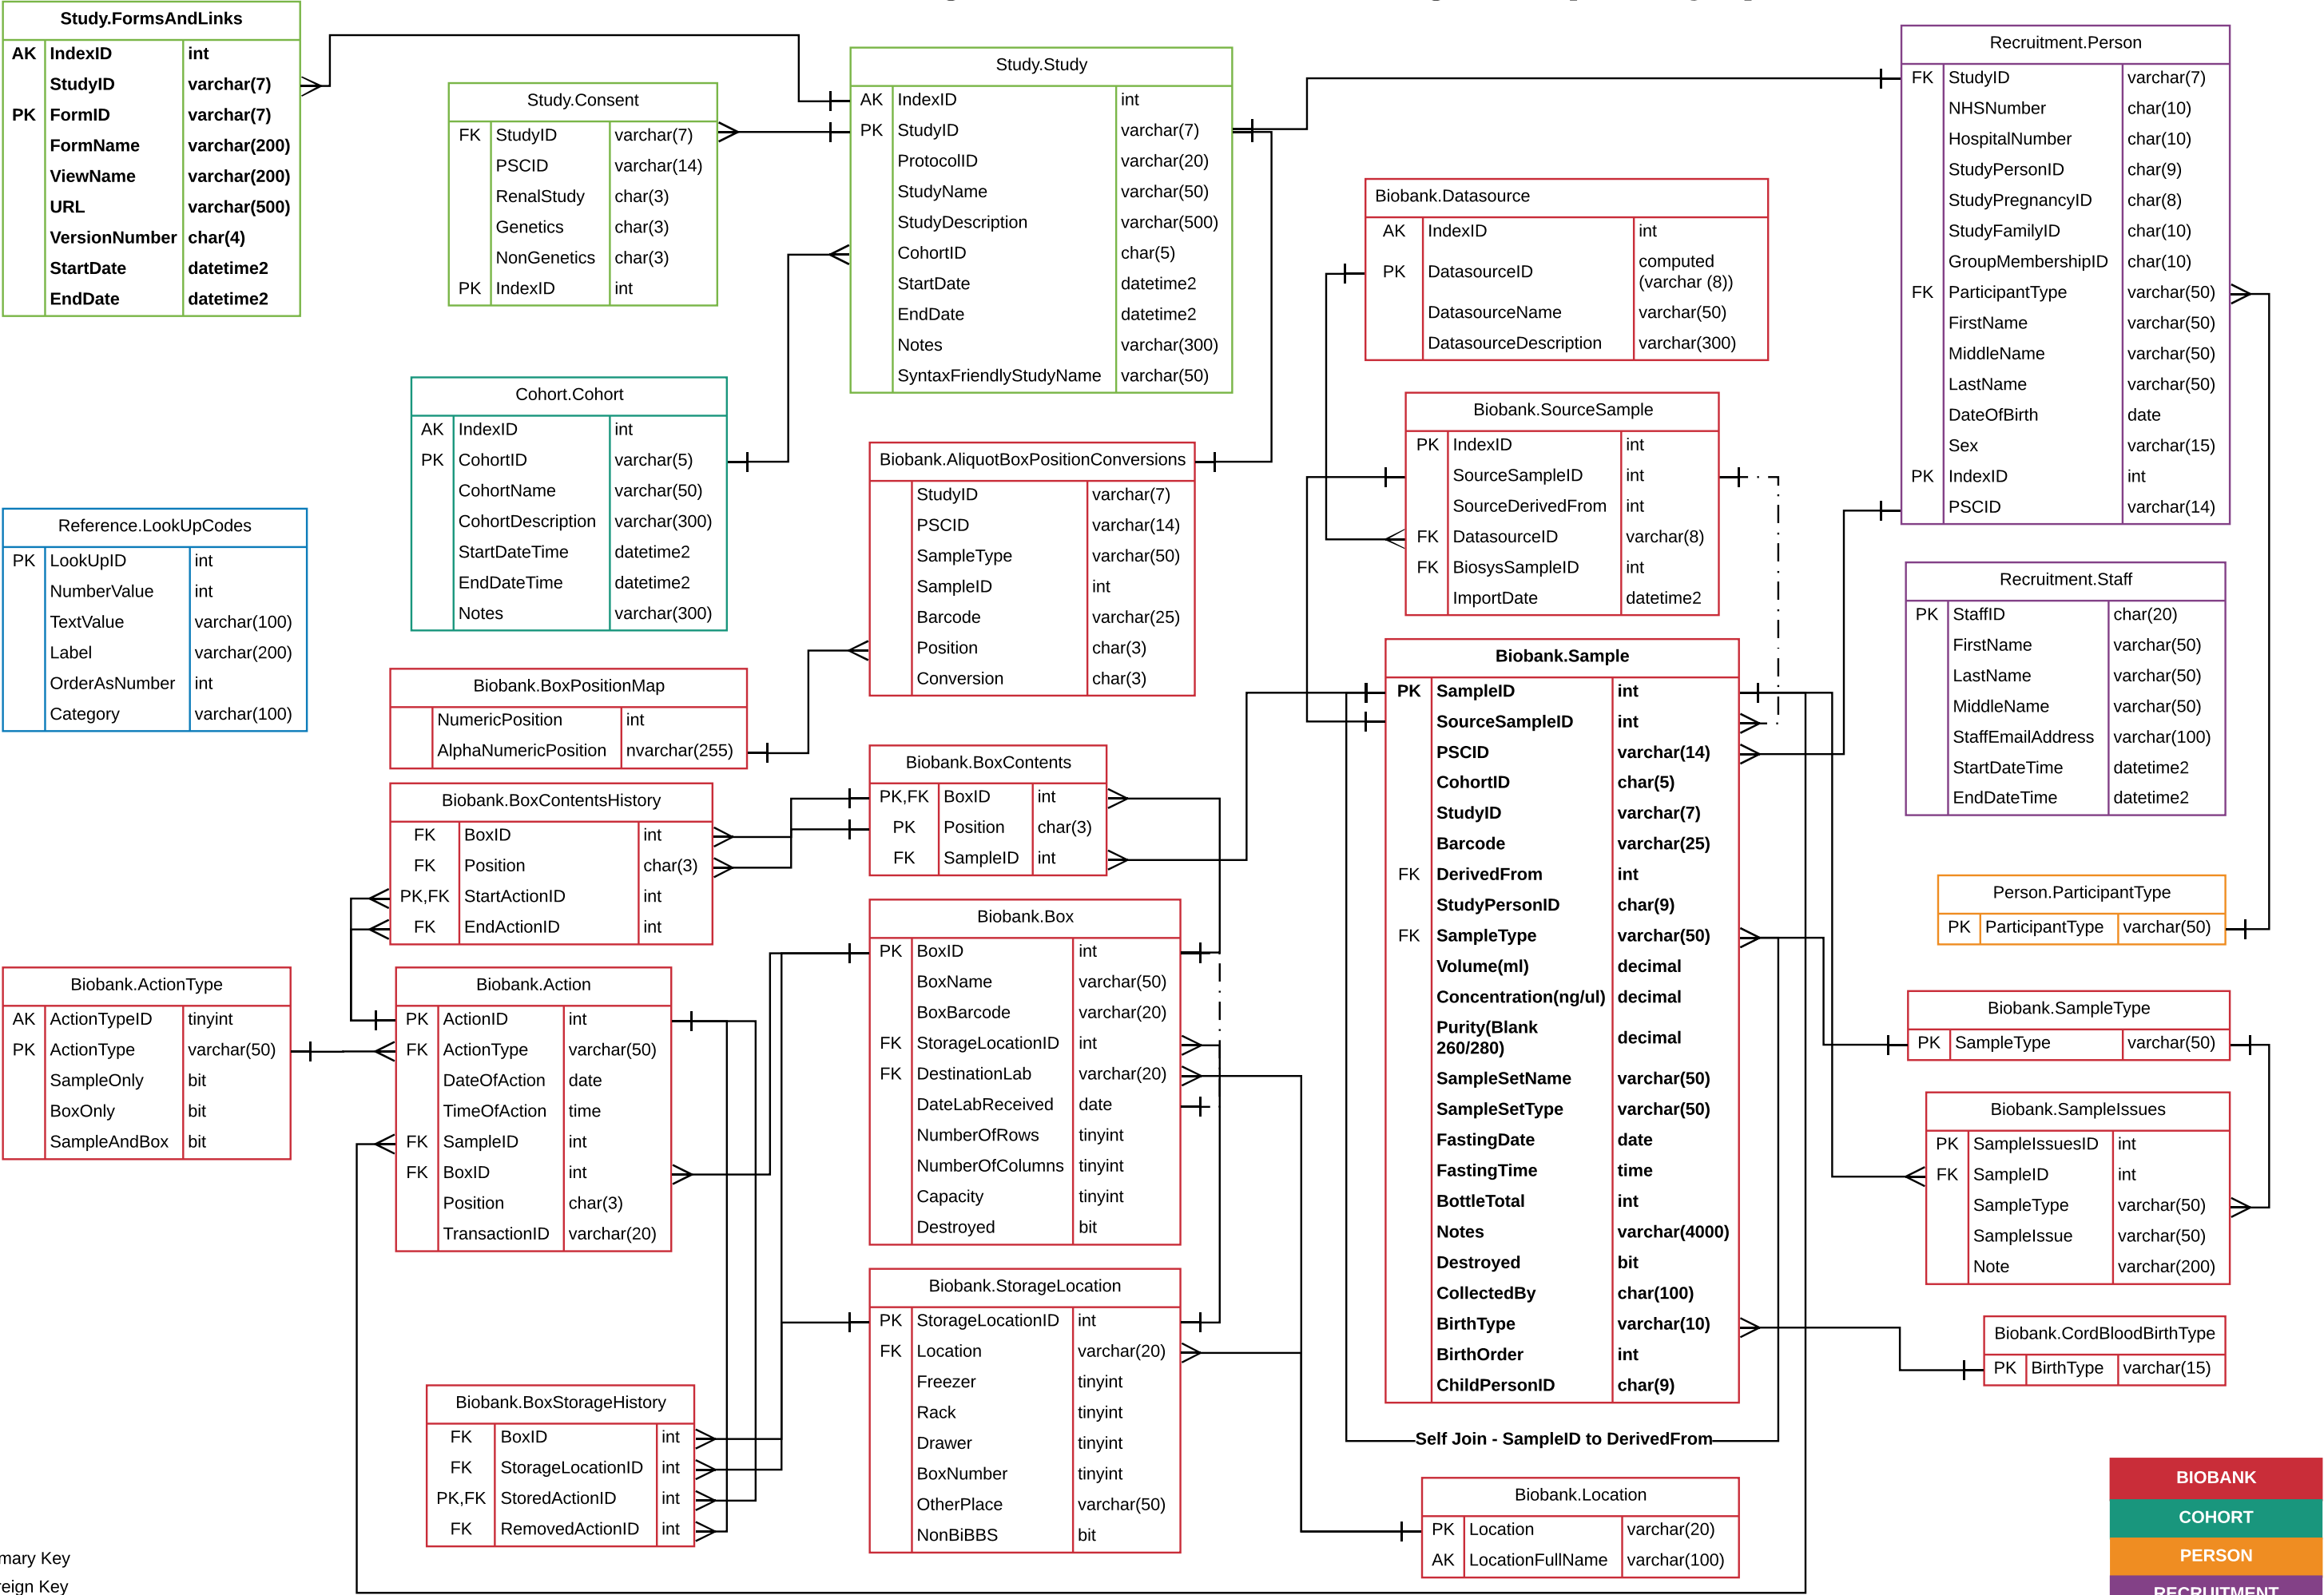 Study.FormsAndLinks
AK IndexID int
StudyID varchar(7)
PK FormID varchar(7)
FormName varchar(200)
ViewName varchar(200)
URL varchar(500)
VersionNumber char(4)
StartDate datetime2
EndDate datetime2
Study.Consent
FK StudyID varchar(7)
PSCID varchar(14)
RenalStudy char(3)
Genetics char(3)
NonGenetics char(3)
PK IndexID int
Study.Study
AK IndexID int
PK StudyID varchar(7)
ProtocolID varchar(20)
StudyName varchar(50)
StudyDescription varchar(500)
CohortID char(5)
StartDate datetime2
EndDate datetime2
Notes varchar(300)
SyntaxFriendlyStudyName varchar(50)
Recruitment.Person
FK StudyID varchar(7)
NHSNumber char(10)
HospitalNumber char(10)
StudyPersonID char(9)
StudyPregnancyID char(8)
StudyFamilyID char(10)
GroupMembershipID char(10)
FK ParticipantType varchar(50)
FirstName varchar(50)
MiddleName varchar(50)
LastName varchar(50)
DateOfBirth date
Sex varchar(15)
PK IndexID int
PSCID varchar(14)
Biobank.Datasource
AK IndexID int
PK DatasourceID computed
(varchar (8))
DatasourceName varchar(50)
DatasourceDescription varchar(300)
Cohort.Cohort
AK IndexID int
PK CohortID varchar(5)
CohortName varchar(50)
CohortDescription varchar(300)
StartDateTime datetime2
EndDateTime datetime2
Notes varchar(300)
Biobank.SourceSample
PK IndexID int
SourceSampleID int
SourceDerivedFrom int
FK DatasourceID varchar(8)
FK BiosysSampleID int
ImportDate datetime2
Biobank.AliquotBoxPositionConversions
StudyID varchar(7)
PSCID varchar(14)
SampleType varchar(50)
SampleID int
Barcode varchar(25)
Position char(3)
Conversion char(3)
Reference.LookUpCodes
PK LookUpID int
NumberValue int
TextValue varchar(100)
Label varchar(200)
OrderAsNumber int
Category varchar(100)
Recruitment.Staff
PK StaffID char(20)
FirstName varchar(50)
LastName varchar(50)
MiddleName varchar(50)
StaffEmailAddress varchar(100)
StartDateTime datetime2
EndDateTime datetime2
Biobank.BoxPositionMap
NumericPosition int
AlphaNumericPosition nvarchar(255)
Biobank.Sample
PK SampleID int
SourceSampleID int
PSCID varchar(14)
CohortID char(5)
StudyID varchar(7)
Barcode varchar(25)
FK DerivedFrom int
StudyPersonID char(9)
FK SampleType varchar(50)
Volume(ml) decimal
Concentration(ng/ul) decimal
Purity(Blank
260/280) decimal
SampleSetName varchar(50)
SampleSetType varchar(50)
FastingDate date
FastingTime time
BottleTotal int
Notes varchar(4000)
Destroyed bit
CollectedBy char(100)
BirthType varchar(10)
BirthOrder int
ChildPersonID char(9)
Self Join - SampleID to DerivedFrom
Biobank.BoxContents
PK,FK BoxID int
PK Position char(3)
FK SampleID int
Biobank.BoxContentsHistory
FK BoxID int
FK Position char(3)
PK,FK StartActionID int
FK EndActionID int
Person.ParticipantType
PK ParticipantType varchar(50)
Biobank.Box
PK BoxID int
BoxName varchar(50)
BoxBarcode varchar(20)
FK StorageLocationID int
FK DestinationLab varchar(20)
DateLabReceived date
NumberOfRows tinyint
NumberOfColumns tinyint
Capacity tinyint
Destroyed bit
Biobank.ActionType
AK ActionTypeID tinyint
PK ActionType varchar(50)
SampleOnly bit
BoxOnly bit
SampleAndBox bit
Biobank.Action
PK ActionID int
FK ActionType varchar(50)
DateOfAction date
TimeOfAction time
FK SampleID int
FK BoxID int
Position char(3)
TransactionID varchar(20)
Biobank.SampleType
PK SampleType varchar(50)
Biobank.SampleIssues
PK SampleIssuesID int
FK SampleID int
SampleType varchar(50)
SampleIssue varchar(50)
Note varchar(200)
Biobank.StorageLocation
PK StorageLocationID int
FK Location varchar(20)
Freezer tinyint
Rack tinyint
Drawer tinyint
BoxNumber tinyint
OtherPlace varchar(50)
NonBiBBS bit
Biobank.CordBloodBirthType
PK BirthType varchar(15)
Biobank.BoxStorageHistory
FK BoxID int
FK StorageLocationID int
PK,FK StoredActionID int
FK RemovedActionID int
Biobank.Location
PK Location varchar(20)
AK LocationFullName varchar(100)
BIOBANK
COHORT
PERSON
RECRUITMENT
mary Key
reign Key